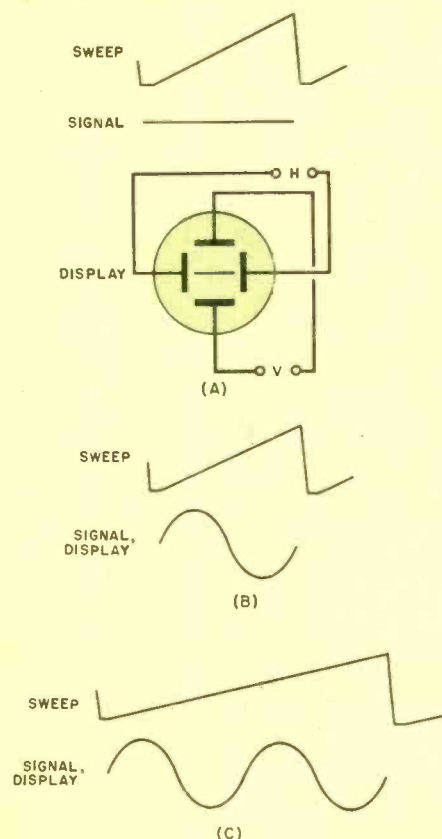 SWEEP
SIGNAL
H
DISPLAY
V
(A)
SWEEP
SIGNAL,
DISPLAY
(B)
SWEEP
SIGNAL,
DISPLAY
(C)